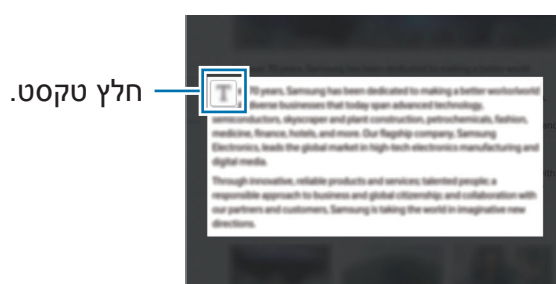 חלץ טקסט.
T
70 years, Samsung has been dedicated to making a better world
diverse businesses that today span advanced technology,
semiconductors, skyscraper and plant construction, petrochemicals, fashion,
medicine, finance, hotels, and more. Our flagship company, Samsung
Electronics, leads the global market in high-tech electronics manufacturing and
digital media.
Through innovative, reliable products and services; talented people; a
responsible approach to business and global citizenship; and collaboration with
our partners and customers, Samsung is taking the world in imaginative new
directions.